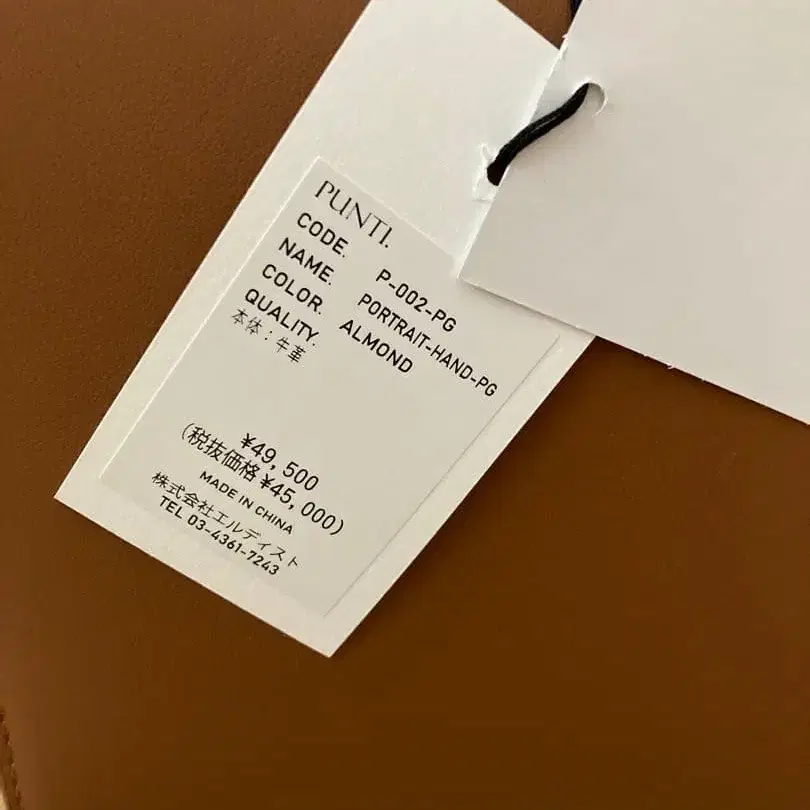 PUNTI.
CODE. P-002-PG
NAME. PORTRAIT-HAND-PG
COLOR. ALMOND
QUALITY.
本体：牛革
¥49,500
(税抜価格¥45,000)
MADE IN CHINA
株式会社エルディスト
TEL 03-4361-7243